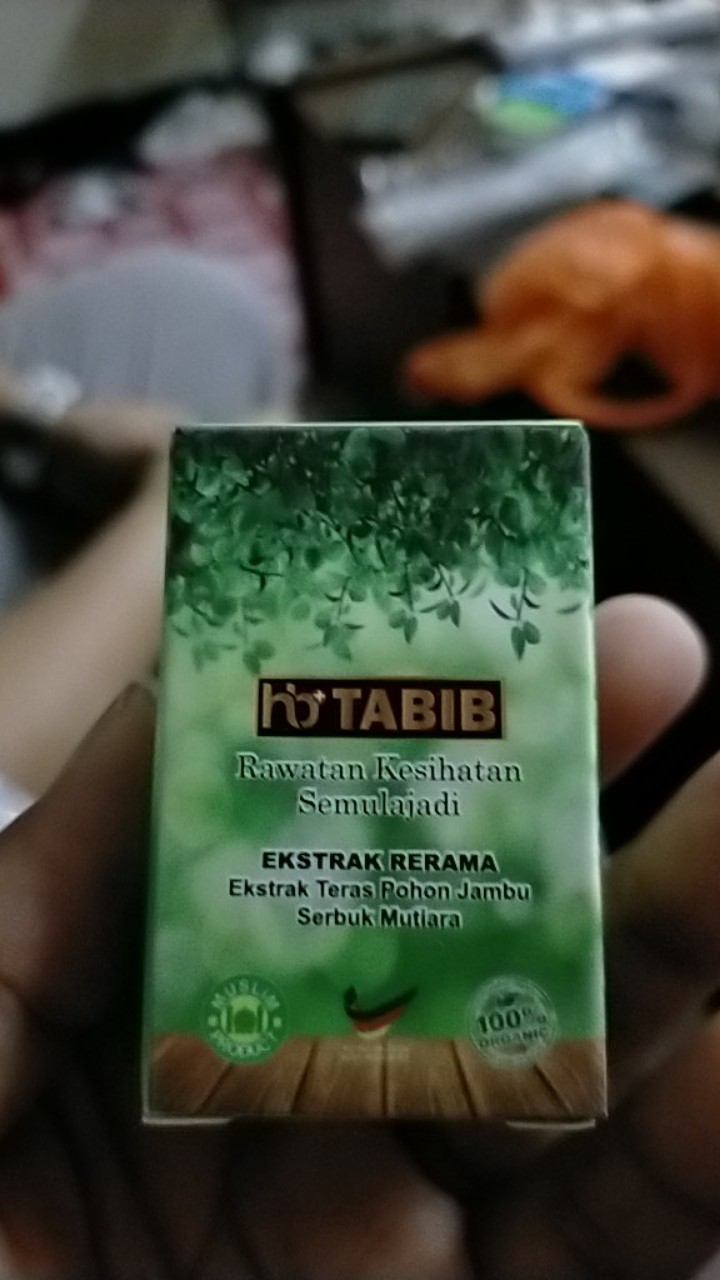 hb TABIB
Rawatan Kesihatan
Semulajadi
EKSTRAK RERAMA
Ekstrak Teras Pohon Jambu
Serbuk Mutiara
MUSLIM
PRODUCT
100%
ORGANIC